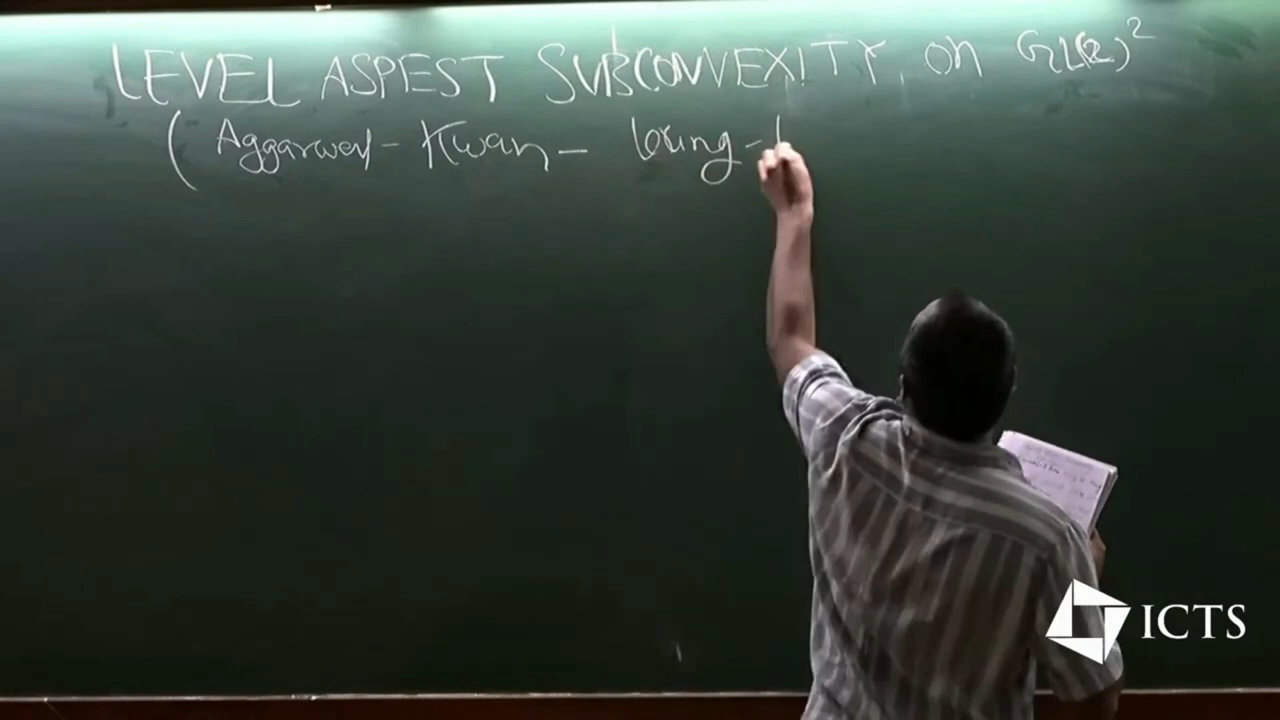 LEVEL ASPEST SUBCONVEXITY, on GL(2)²
( Aggarwal - Kwan - Leung -
ICTS